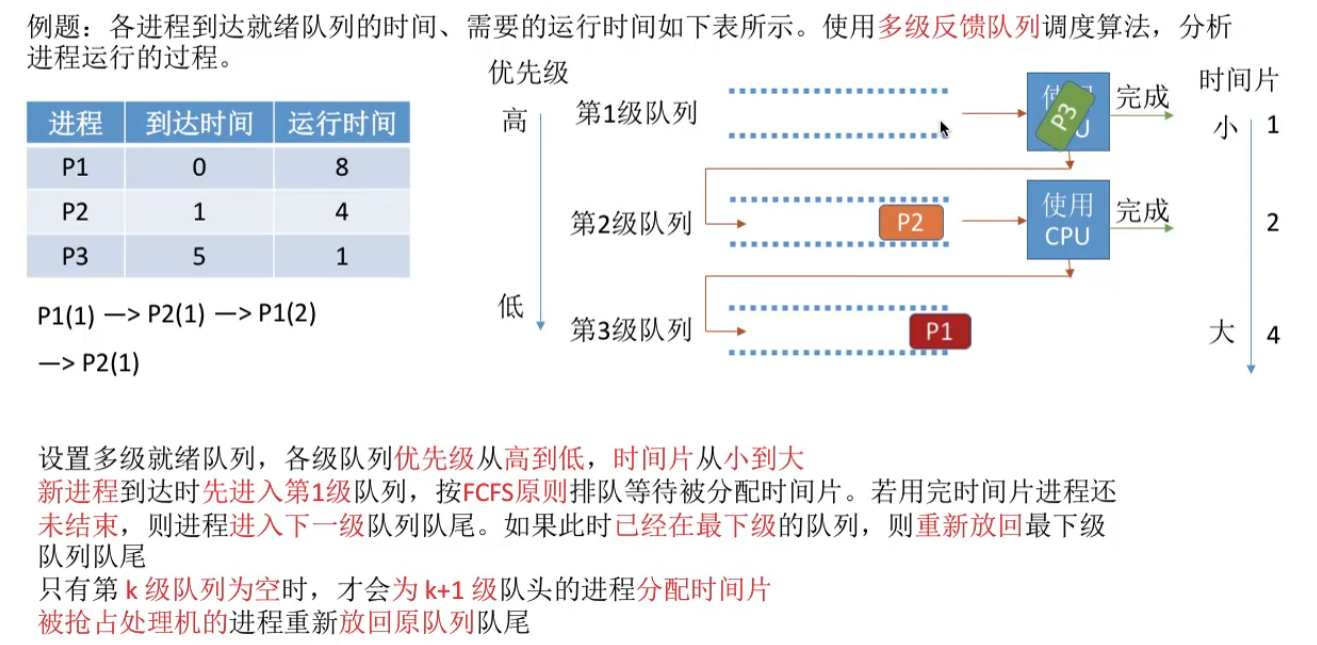 例题：各进程到达就绪队列的时间、需要的运行时间如下表所示。使用多级反馈队列调度算法，分析
进程运行的过程。
进程 到达时间 运行时间
P1 0 8
P2 1 4
P3 5 1
P1(1) —> P2(1) —> P1(2)
—> P2(1)
优先级
高
低
第1级队列
P3
完成
第2级队列
P2
使用
CPU
完成
第3级队列
P1
时间片
小 1
2
大 4
设置多级就绪队列，各级队列优先级从高到低，时间片从小到大
新进程到达时先进入第1级队列，按FCFS原则排队等待被分配时间片。若用完时间片进程还
未结束，则进程进入下一级队列队尾。如果此时已经在最下级的队列，则重新放回最下级
队列队尾
只有第 k 级队列为空时，才会为 k+1 级队头的进程分配时间片
被抢占处理机的进程重新放回原队列队尾